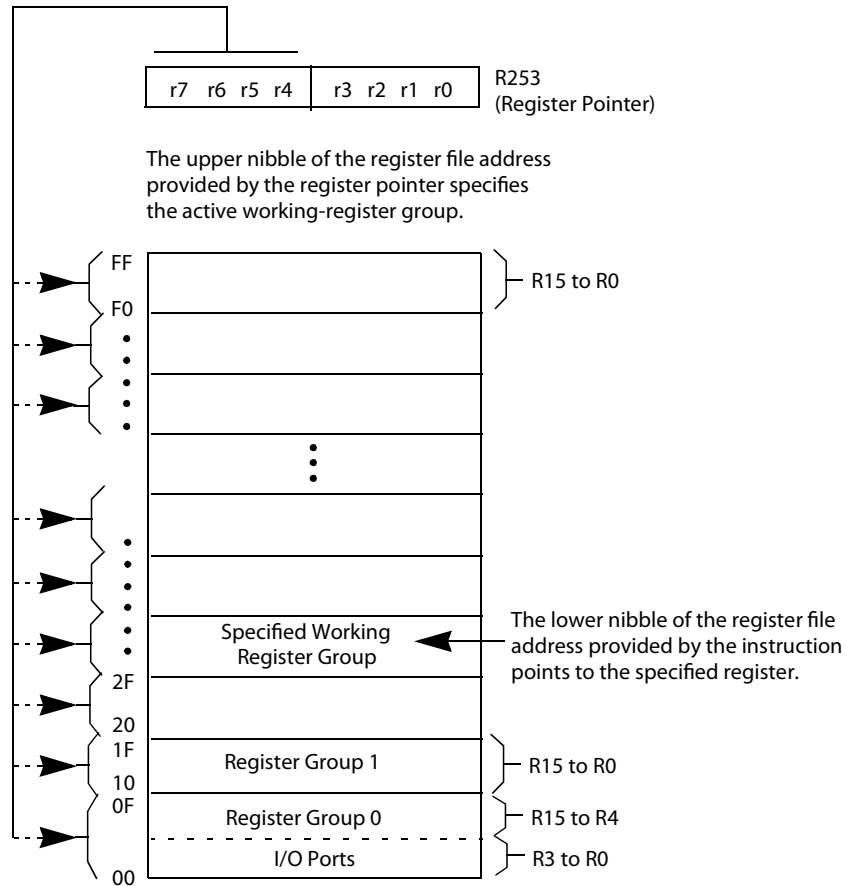 r7 r6 r5 r4 r3 r2 r1 r0
R253
(Register Pointer)
The upper nibble of the register file address
provided by the register pointer specifies
the active working-register group.
FF
R15 to R0
F0
Specified Working
Register Group
The lower nibble of the register file
address provided by the instruction
points to the specified register.
2F
20
1F
Register Group 1
R15 to R0
10
0F
Register Group 0
R15 to R4
I/O Ports
R3 to R0
00